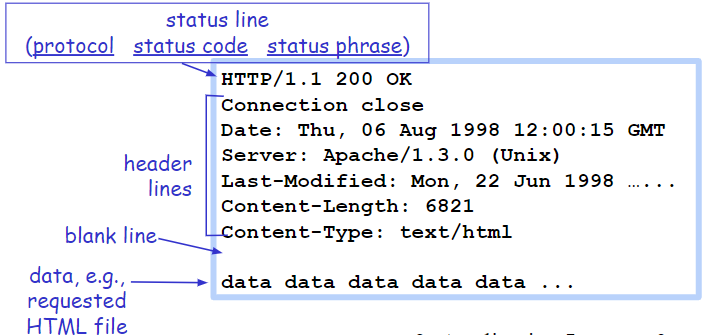 status line
(protocol status code status phrase)
HTTP/1.1 200 OK
Connection close
Date: Thu, 06 Aug 1998 12:00:15 GMT
Server: Apache/1.3.0 (Unix)
Last-Modified: Mon, 22 Jun 1998 …...
Content-Length: 6821
Content-Type: text/html
header
lines
blank line
data, e.g.,
requested
HTML file
data data data data data ...